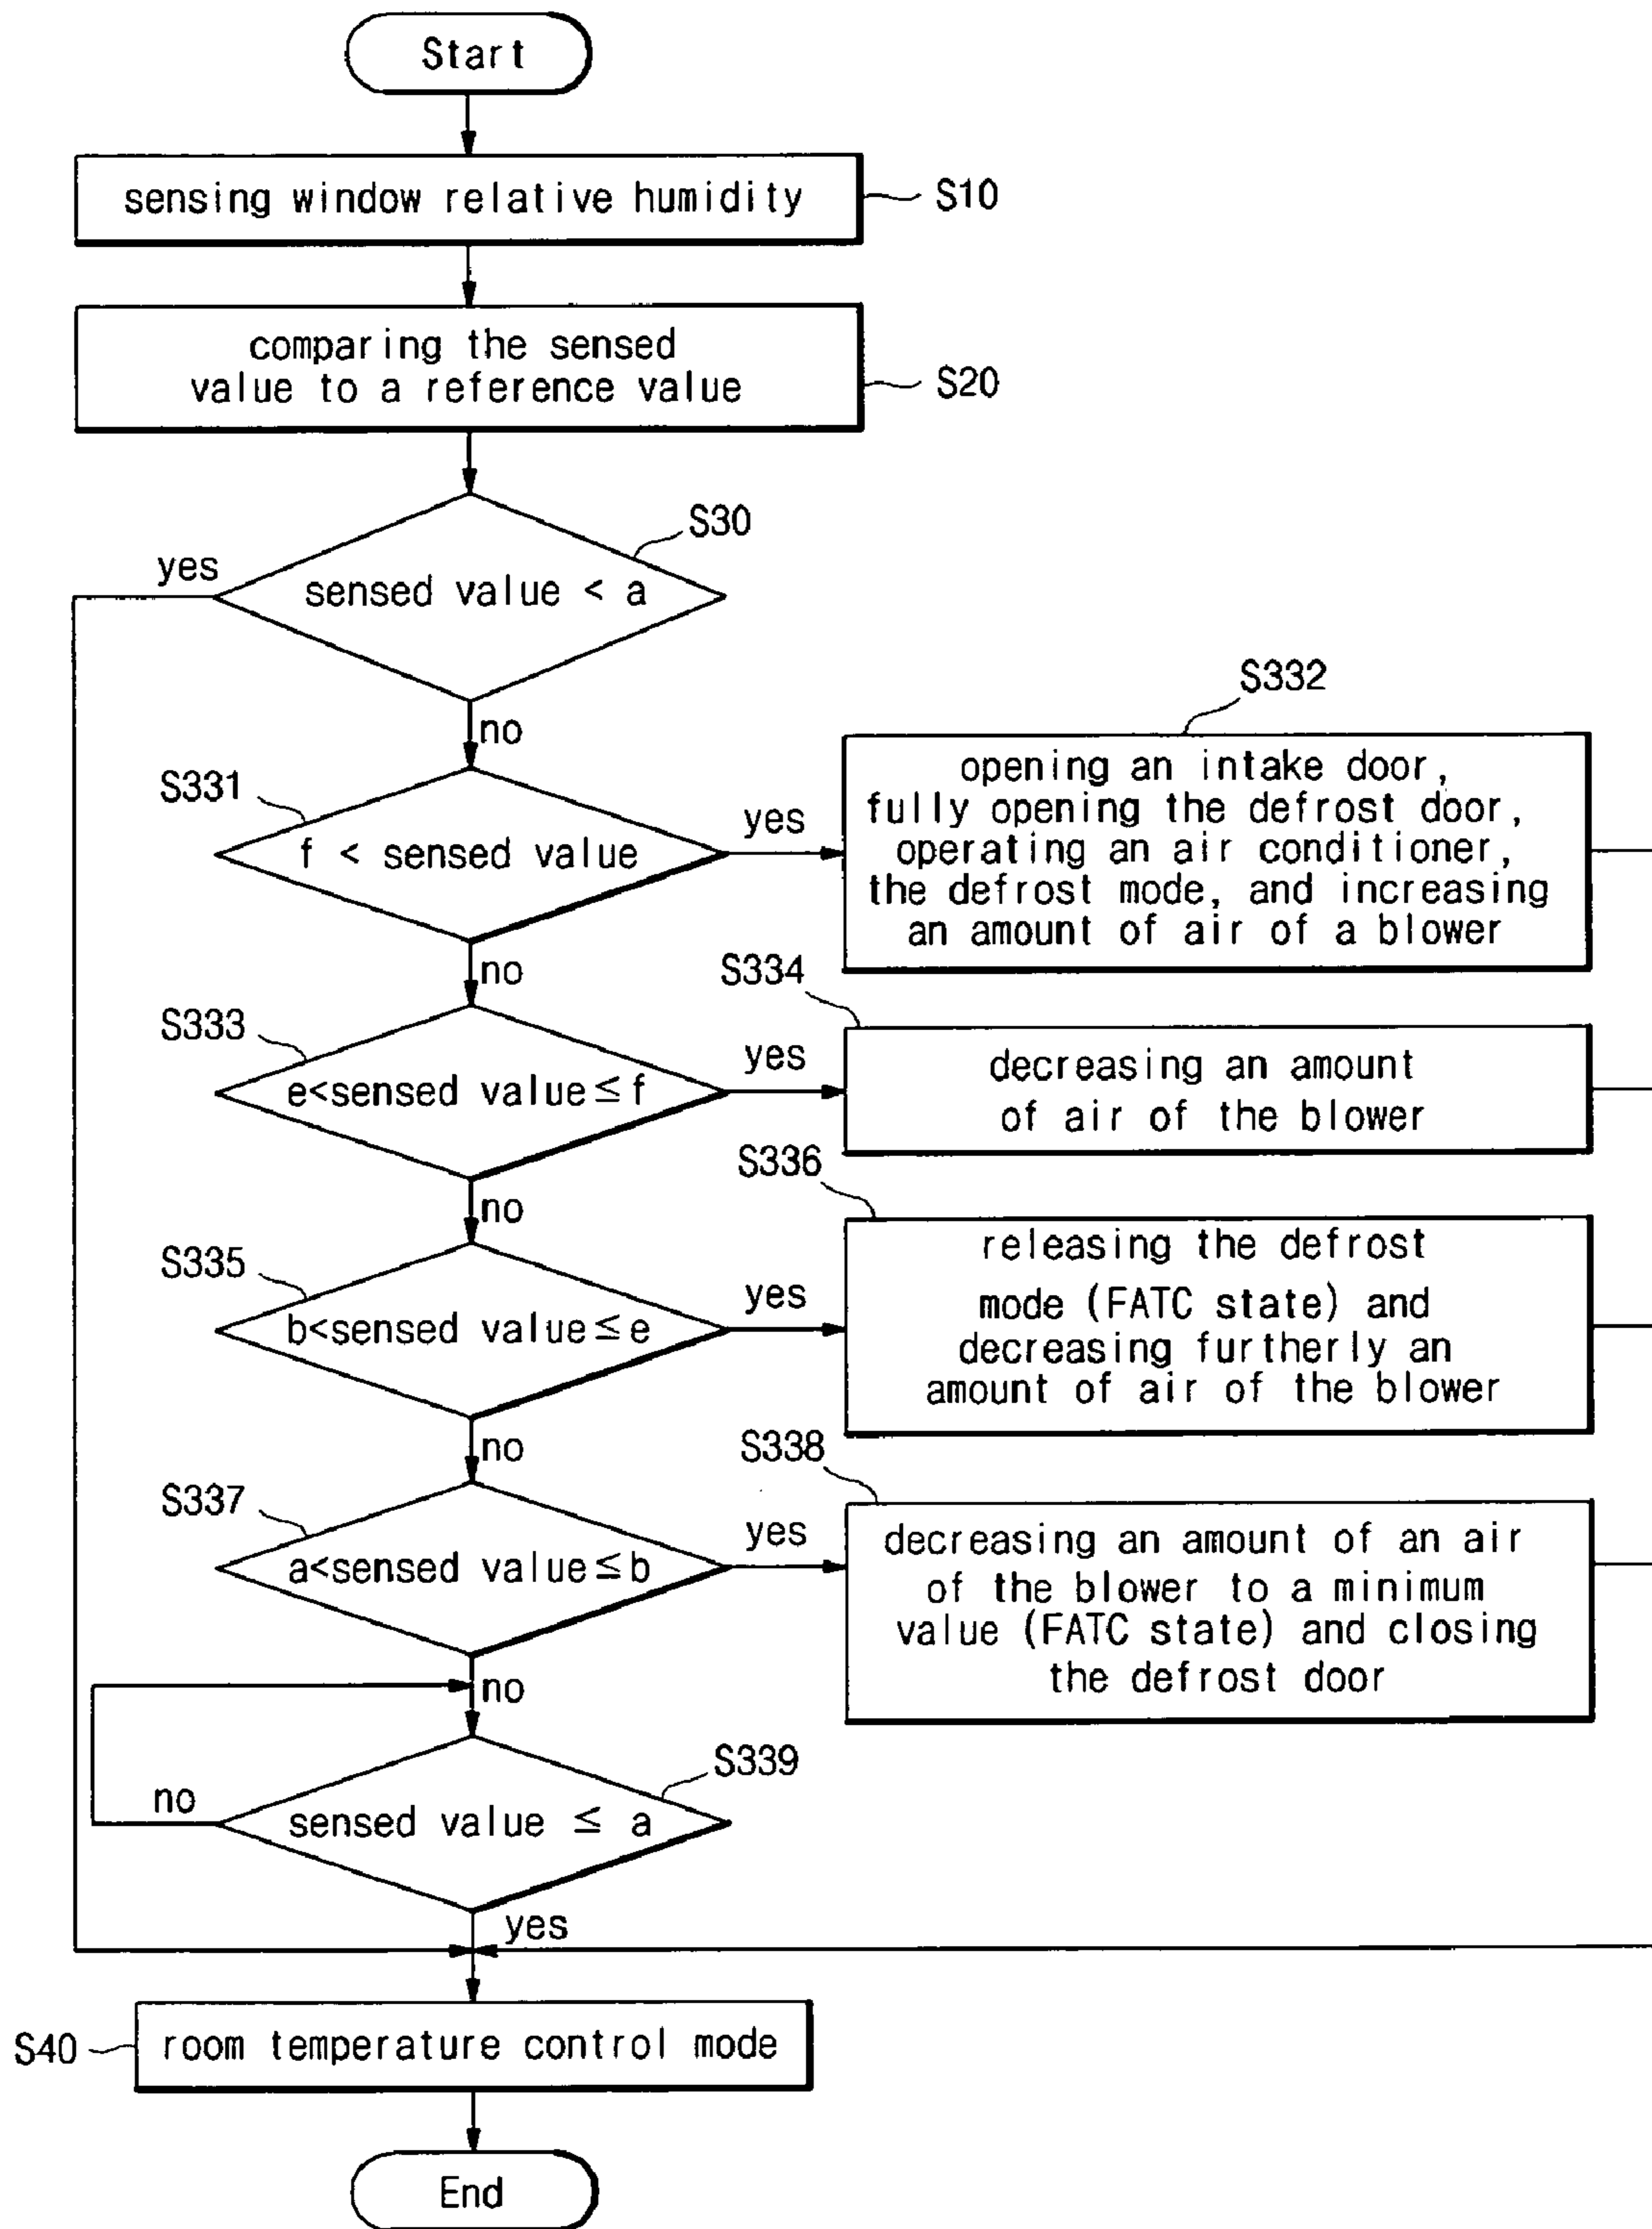 Start
sensing window relative humidity
S10
comparing the sensed
value to a reference value
S20
S30
yes
sensed value < a
no
S331
f < sensed value
yes
S332
opening an intake door,
fully opening the defrost door,
operating an air conditioner,
the defrost mode, and increasing
an amount of air of a blower
no
S333
e<sensed value≤f
yes
S334
decreasing an amount
of air of the blower
no
S335
b<sensed value≤e
yes
S336
releasing the defrost
mode (FATC state) and
decreasing furtherly an
amount of air of the blower
no
S337
a<sensed value≤b
yes
S338
decreasing an amount of an air
of the blower to a minimum
value (FATC state) and closing
the defrost door
no
S339
no
sensed value ≤ a
yes
S40
room temperature control mode
End